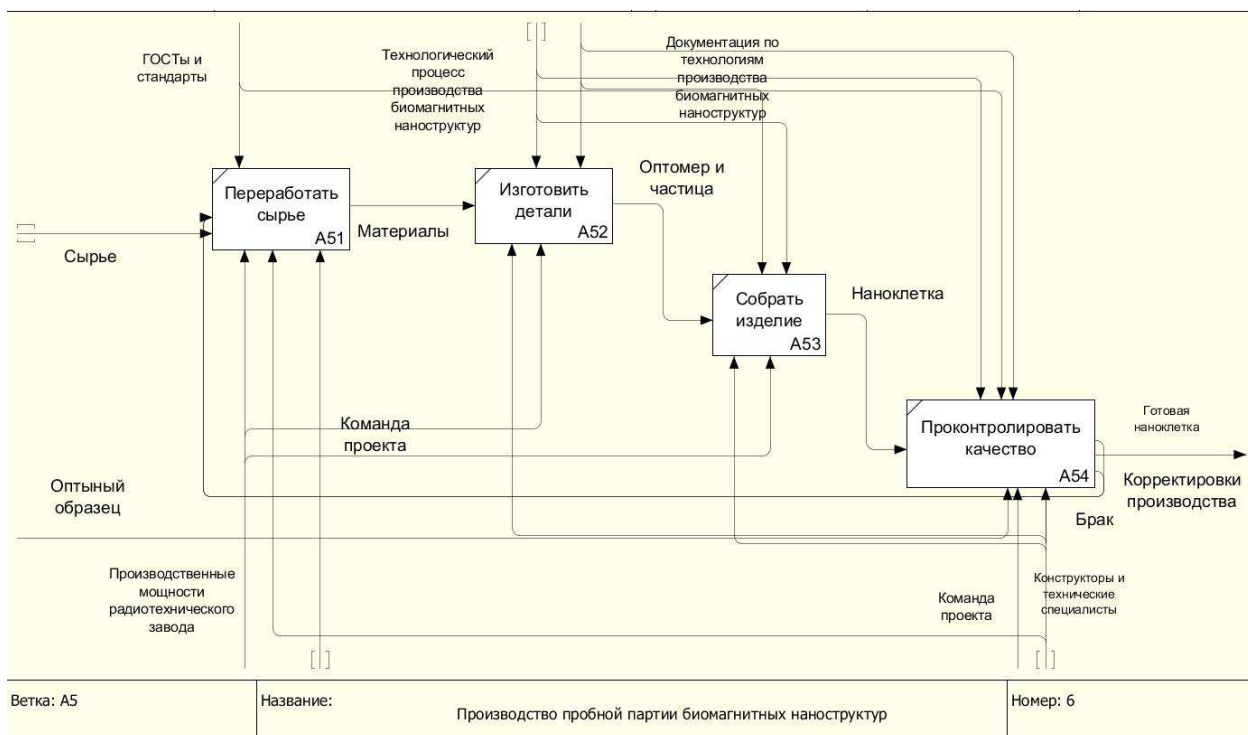 ГОСТы и
стандарты
Технологический
процесс
производства
биомагнитных
наноструктур
Документация по
технологиям
производства
биомагнитных
наноструктур
Переработать
сырье
A51
Изготовить
детали
A52
Оптомер и
частица
Материалы
Сырье
Собрать
изделие
A53
Наноклетка
Команда
проекта
Проконтролировать
качество
A54
Готовая
наноклетка
Корректировки
производства
Оптыный
образец
Брак
Производственные
мощности
радиотехнического
завода
Команда
проекта
Конструкторы и
технические
специалисты
Ветка: A5
Название:
Производство пробной партии биомагнитных наноструктур
Номер: 6